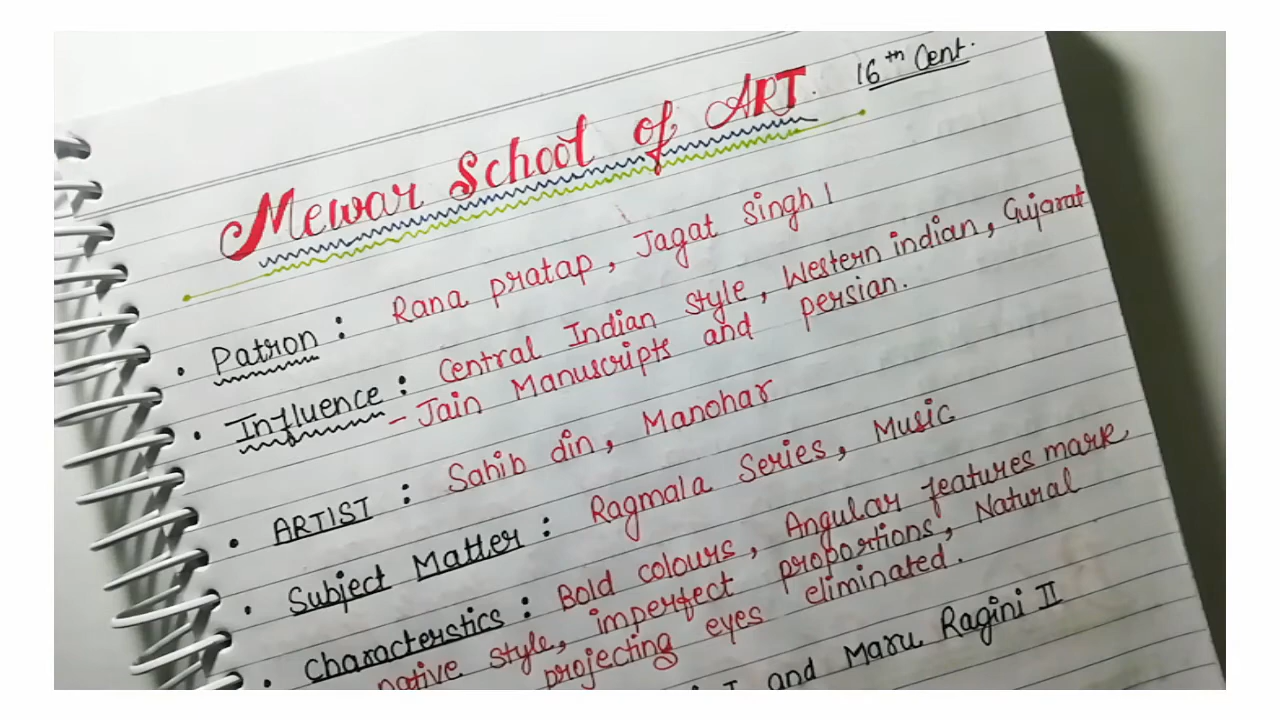 Mewar School of ART. 16th Cent.
• Patron : Rana pratap, Jagat Singh I
• Influence : Central Indian style, Western indian, Gujarat
- Jain Manuscripts and persian.
• ARTIST : Sahib din, Manohar
• Subject Matter : Ragmala Series, Music
• Characterstics : Bold colours, Angular features mark
native style, imperfect proportions, Natural
projecting eyes eliminated.
I and Maru Ragini II